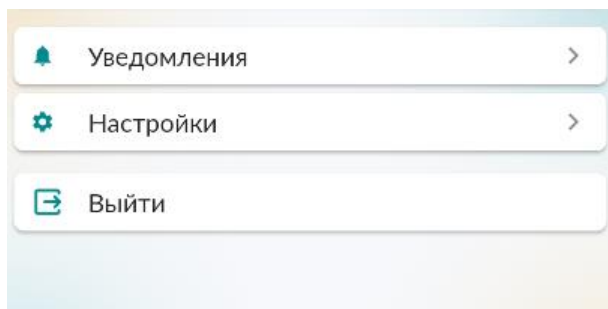 Уведомления
Настройки
Выйти